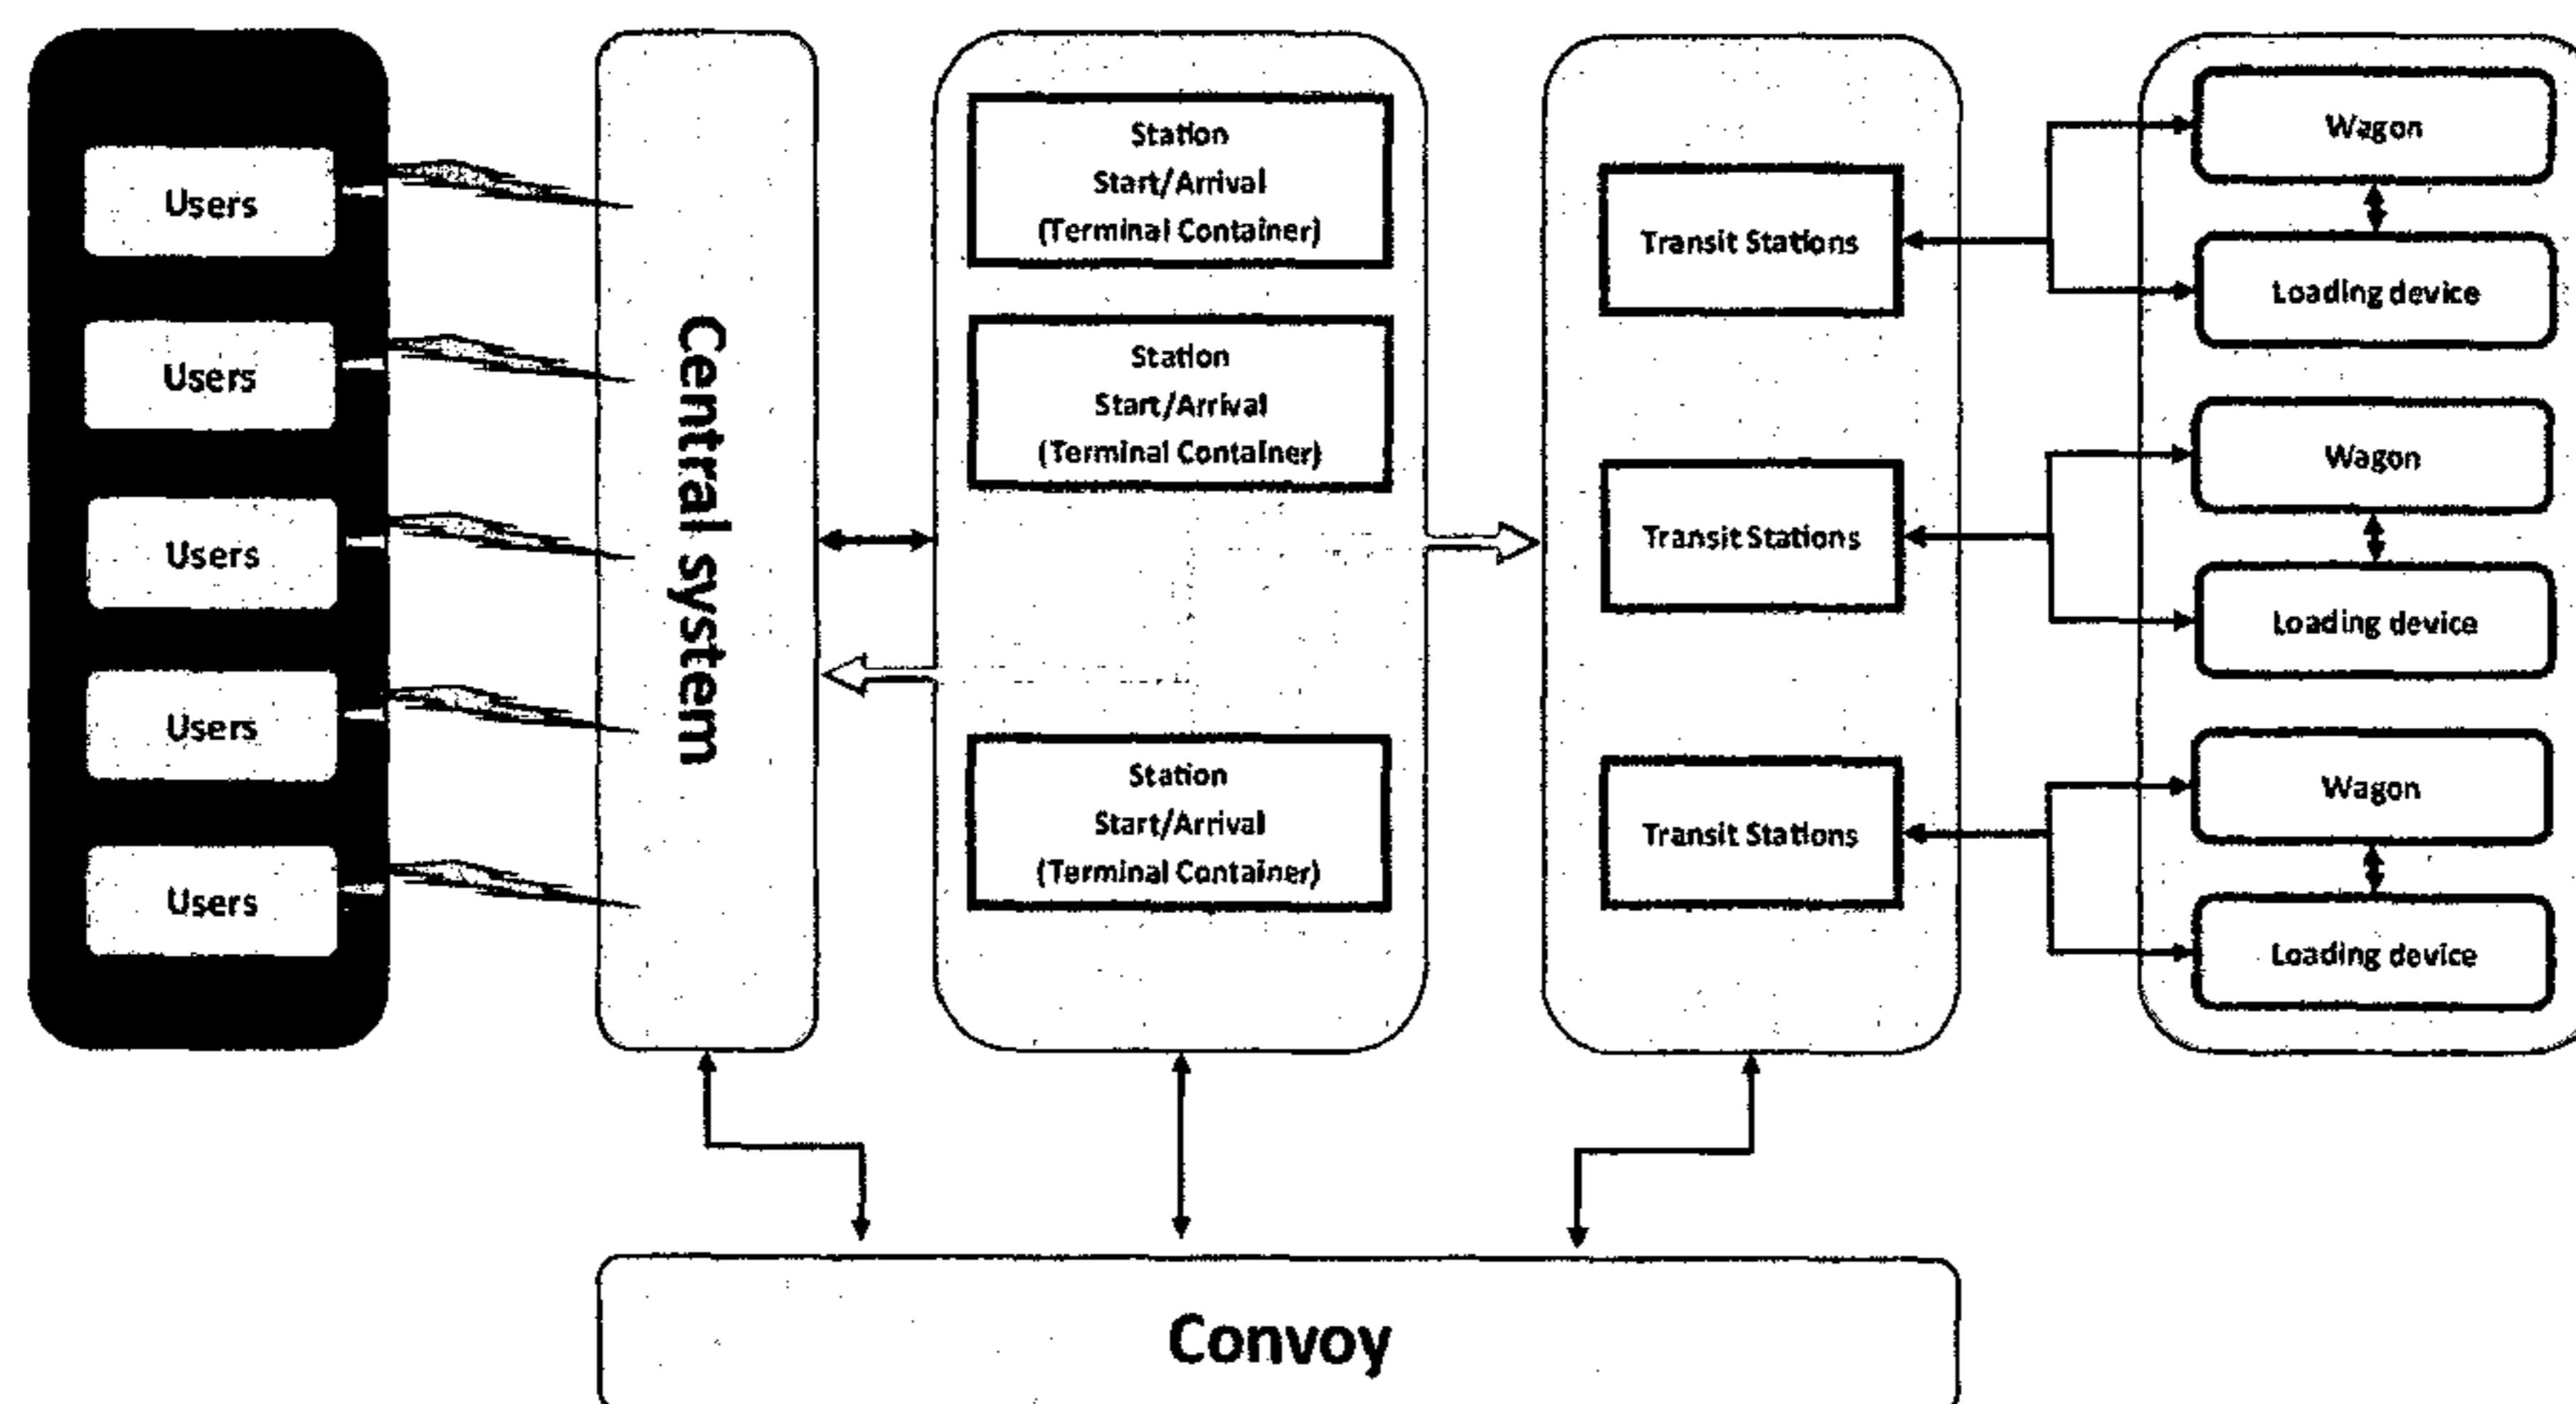 Users
Users
Users
Users
Users
Central system
Station
Start/Arrival
(Terminal Container)
Station
Start/Arrival
(Terminal Container)
Station
Start/Arrival
(Terminal Container)
Transit Stations
Transit Stations
Transit Stations
Wagon
Loading device
Wagon
Loading device
Wagon
Loading device
Convoy